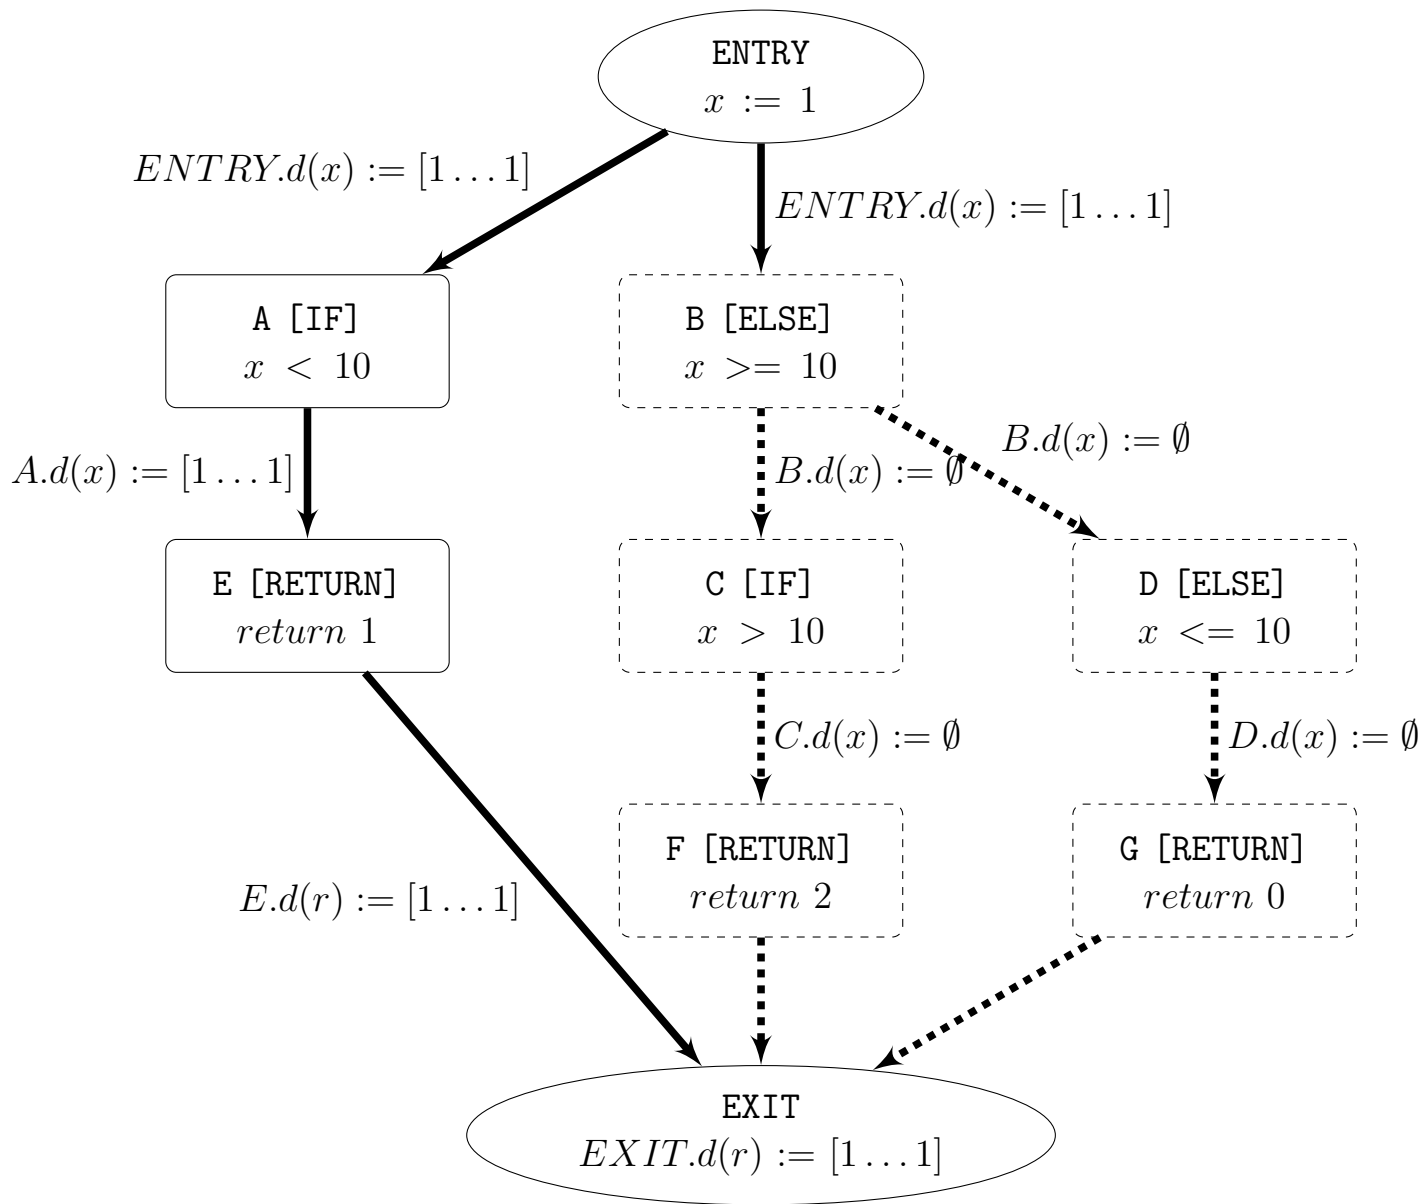 ENTRY
x := 1
ENTRY.d(x) := [1 . . . 1]
ENTRY.d(x) := [1 . . . 1]
A [IF]
x < 10
B [ELSE]
x >= 10
A.d(x) := [1 . . . 1]
B.d(x) := ∅
B.d(x) := ∅
E [RETURN]
return 1
C [IF]
x > 10
D [ELSE]
x <= 10
C.d(x) := ∅
D.d(x) := ∅
F [RETURN]
return 2
G [RETURN]
return 0
E.d(r) := [1 . . . 1]
EXIT
EXIT.d(r) := [1 . . . 1]